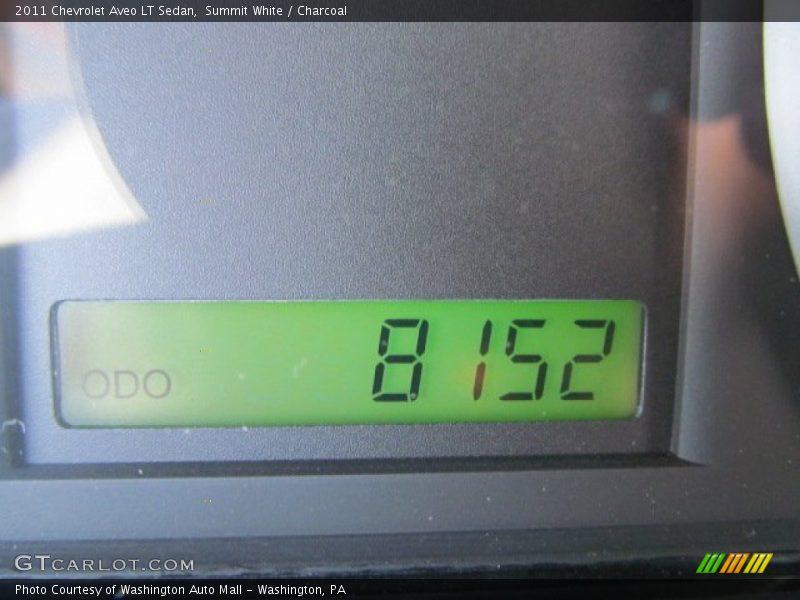 2011 Chevrolet Aveo LT Sedan, Summit White / Charcoal
ODO 8152
GTCARLOT.COM
Photo Courtesy of Washington Auto Mall - Washington, PA